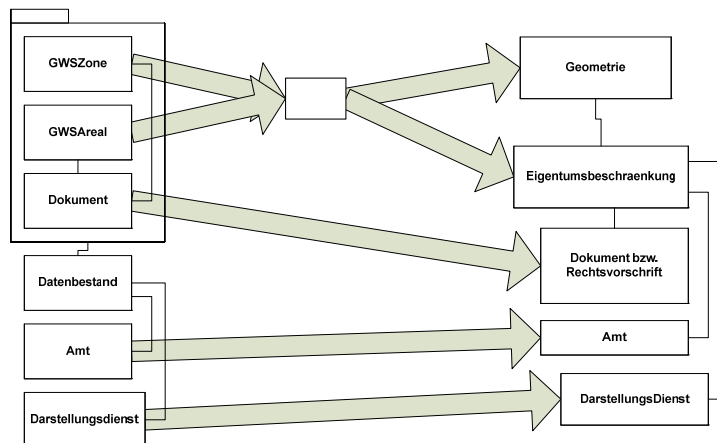 GWSZone
GWSAreal
Dokument
Datenbestand
Amt
Darstellungsdienst
Geometrie
Eigentumsbeschraenkung
Dokument bzw.
Rechtsvorschrift
Amt
DarstellungsDienst